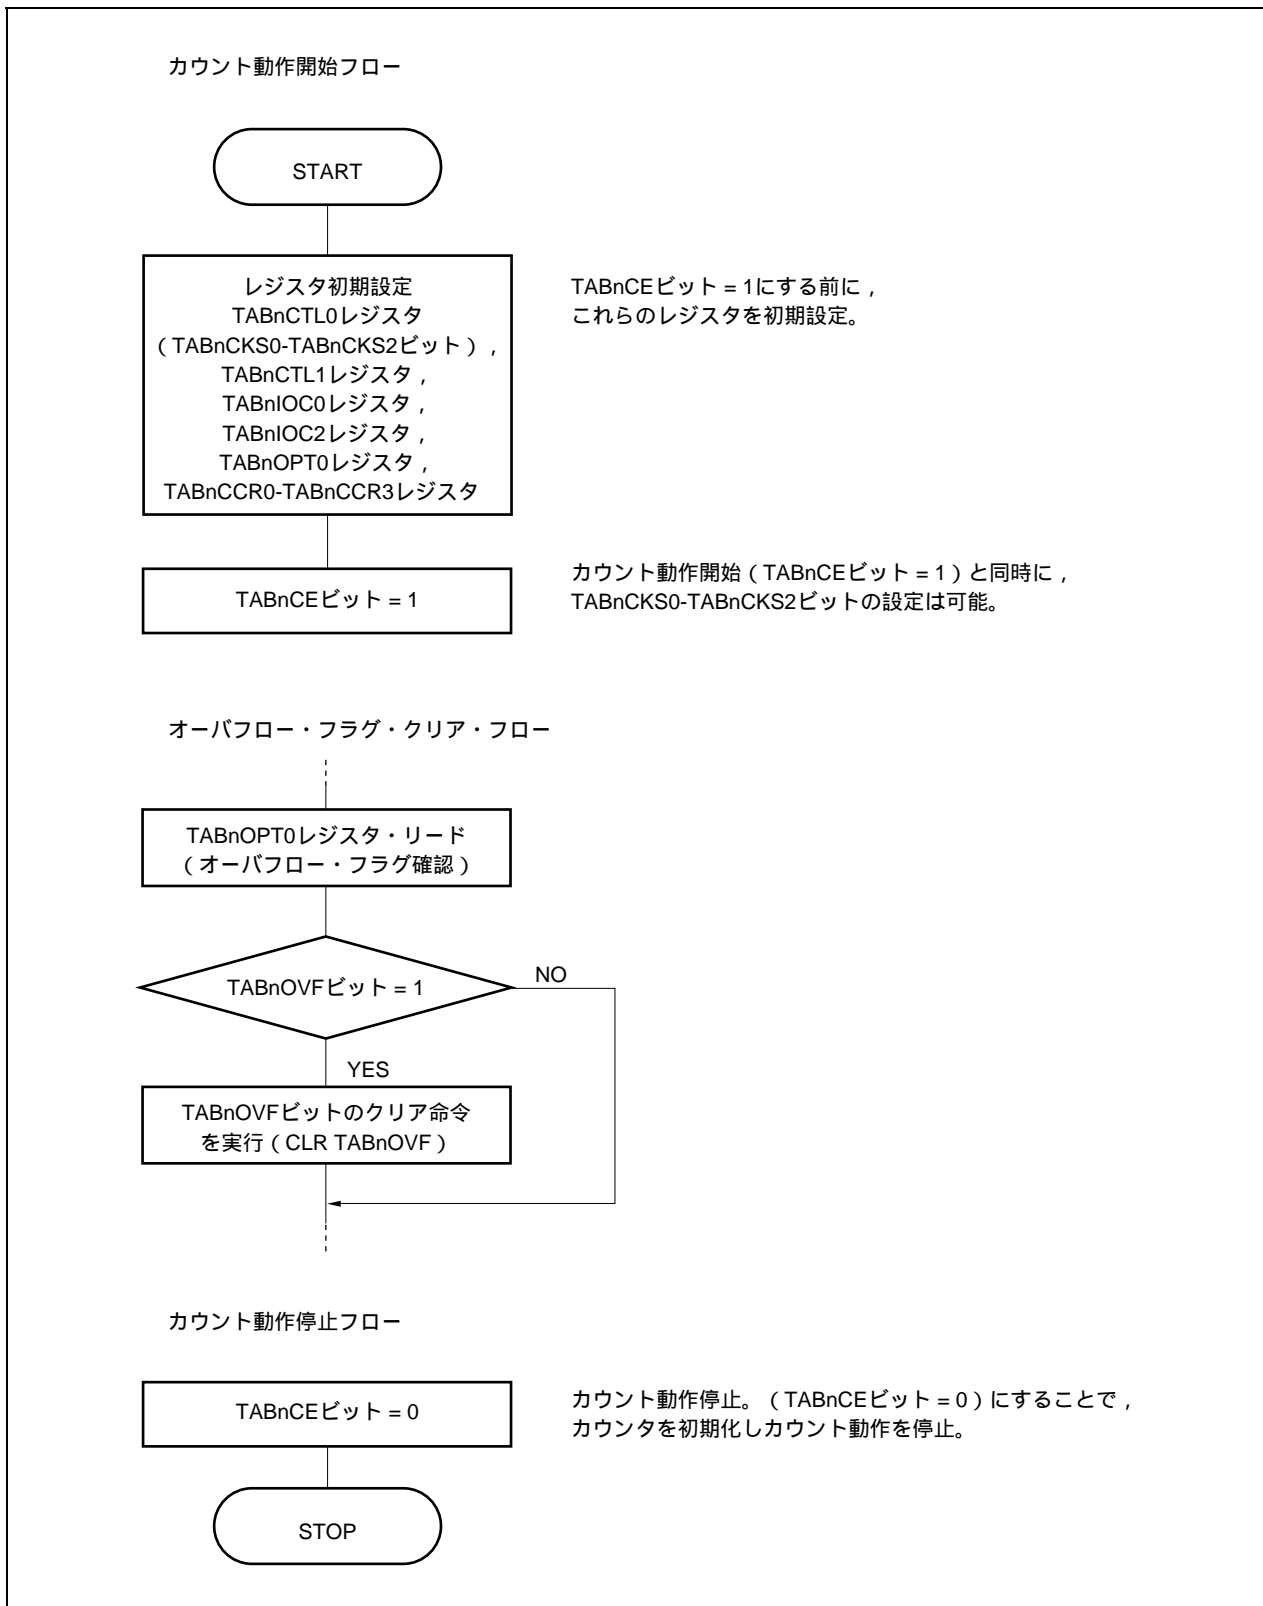 カウント動作開始フロー
START
レジスタ初期設定
TABnCTL0レジスタ
（TABnCKS0-TABnCKS2ビット），
TABnCTL1レジスタ，
TABnIOC0レジスタ，
TABnIOC2レジスタ，
TABnOPT0レジスタ，
TABnCCR0-TABnCCR3レジスタ
TABnCEビット = 1にする前に，
これらのレジスタを初期設定。
TABnCEビット = 1
カウント動作開始（TABnCEビット = 1）と同時に，
TABnCKS0-TABnCKS2ビットの設定は可能。
オーバフロー・フラグ・クリア・フロー
TABnOPT0レジスタ・リード
（オーバフロー・フラグ確認）
TABnOVFビット = 1
NO
YES
TABnOVFビットのクリア命令
を実行（CLR TABnOVF）
カウント動作停止フロー
TABnCEビット = 0
カウント動作停止。（TABnCEビット = 0）にすることで，
カウンタを初期化しカウント動作を停止。
STOP